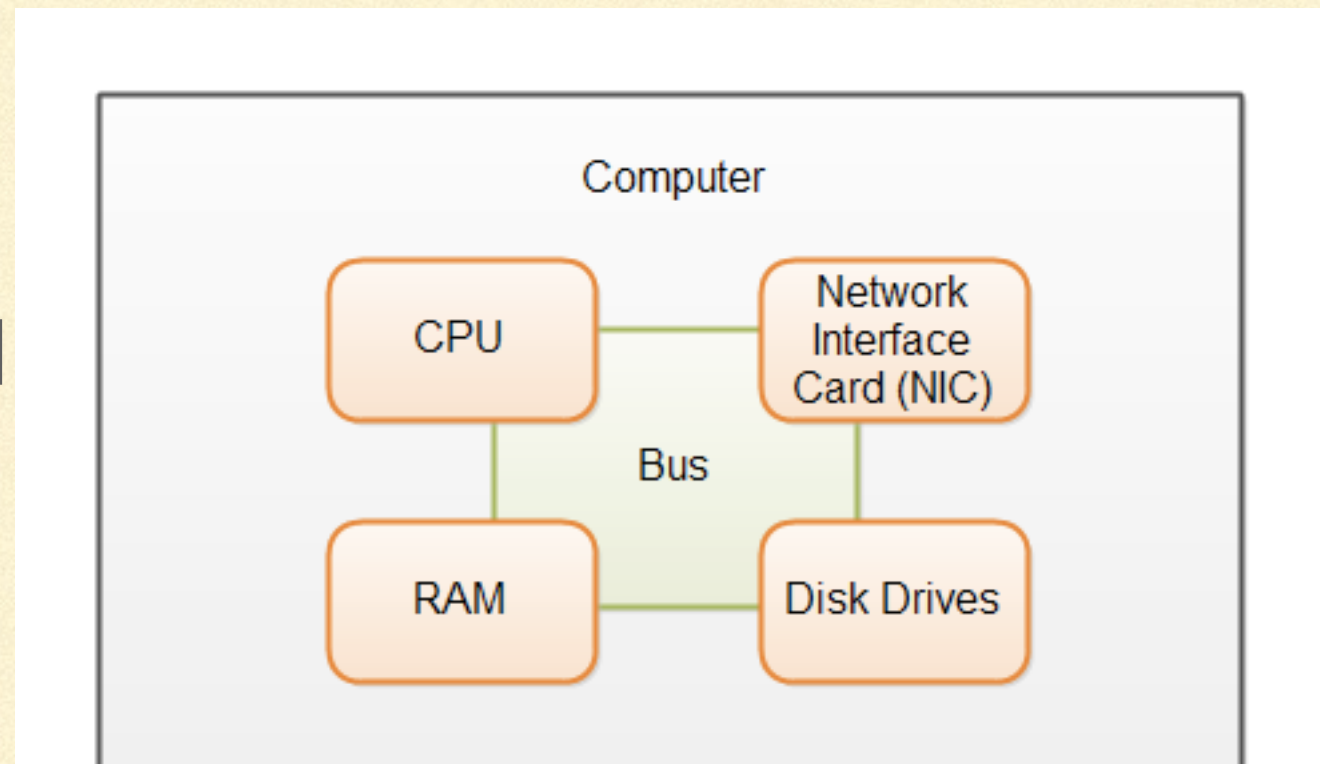 Computer
CPU
Network
Interface
Card (NIC)
Bus
RAM
Disk Drives